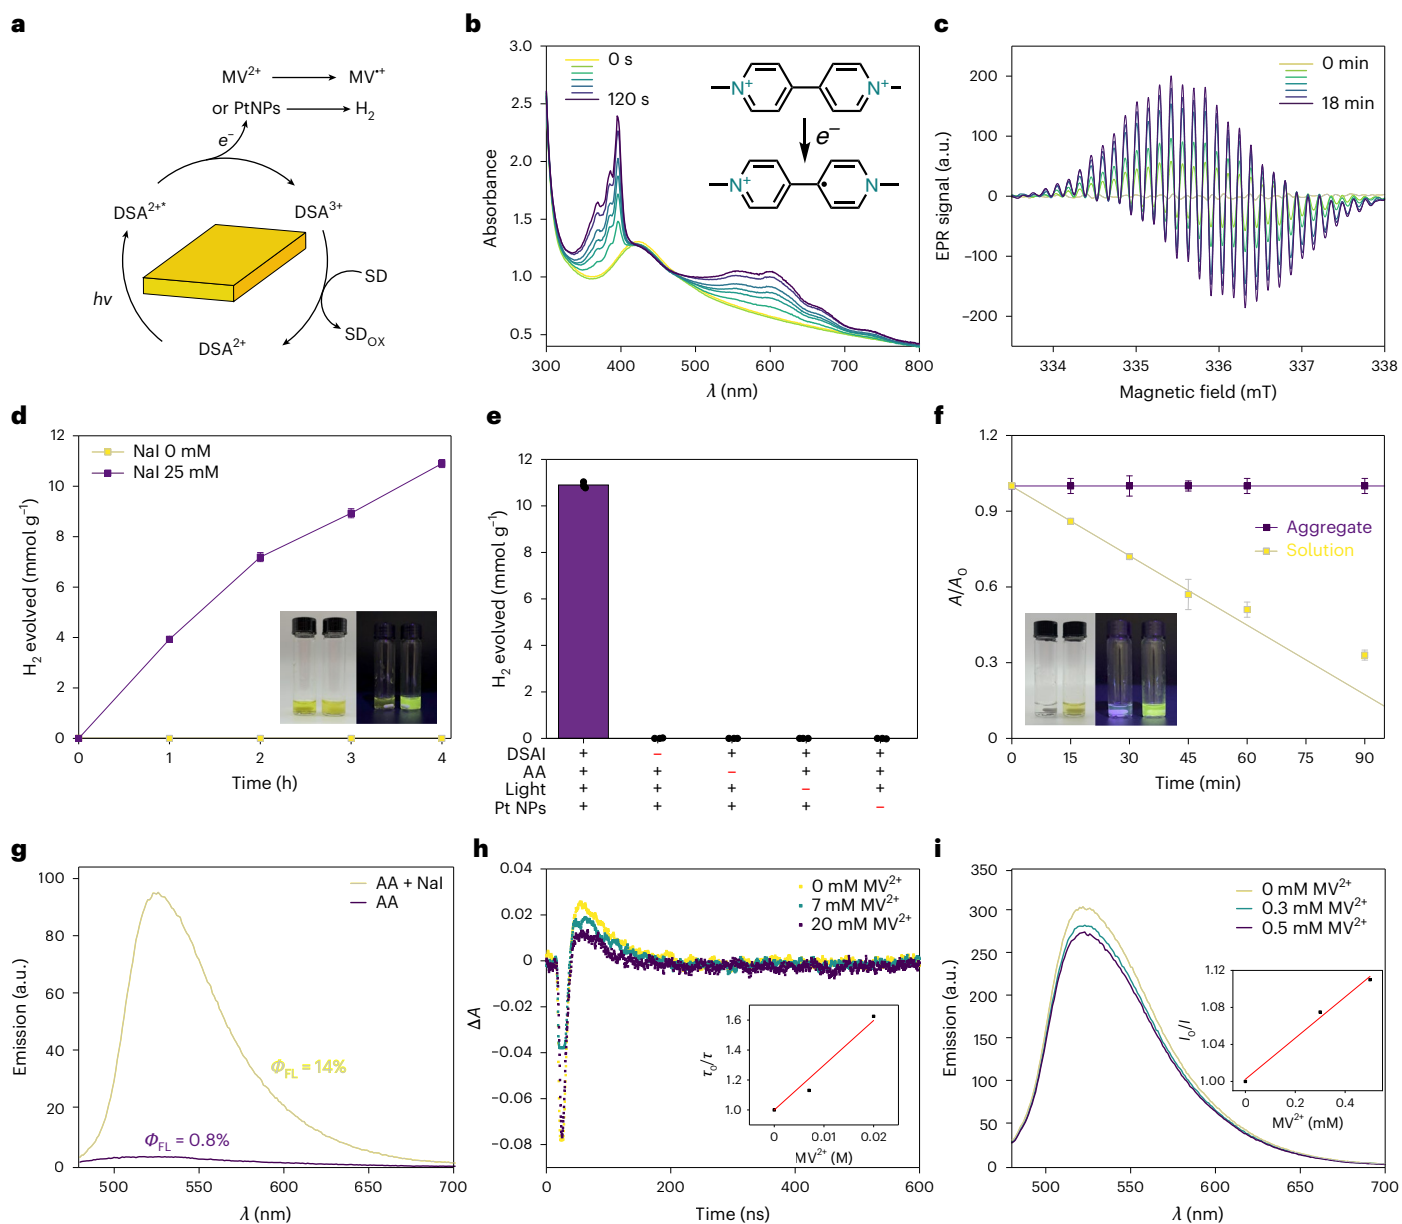 a
MV²⁺ → MV•⁺
or PtNPs → H₂
e⁻
DSA²⁺*
DSA³⁺
hν
SD
SD_OX
DSA²⁺
b
3.0
2.5
2.0
1.5
1.0
0.5
Absorbance
0 s
120 s
N⁺
N⁺
e⁻
N⁺
N
300
400
500
600
700
800
λ (nm)
c
200
100
0
−100
−200
EPR signal (a.u.)
0 min
18 min
334
335
336
337
338
Magnetic field (mT)
d
12
10
8
6
4
2
0
H₂ evolved (mmol g⁻¹)
NaI 0 mM
NaI 25 mM
0
1
2
3
4
Time (h)
e
12
10
8
6
4
2
0
H₂ evolved (mmol g⁻¹)
DSAI + − + + +
AA + + − + +
Light + + + − +
Pt NPs + + + + −
f
1.2
0.9
0.6
0.3
0
A/A₀
Aggregate
Solution
0
15
30
45
60
75
90
Time (min)
g
100
80
60
40
20
0
Emission (a.u.)
AA + NaI
AA
Φ_FL = 14%
Φ_FL = 0.8%
500
550
600
650
700
λ (nm)
h
0.04
0.02
0
−0.02
−0.04
−0.06
−0.08
ΔA
0 mM MV²⁺
7 mM MV²⁺
20 mM MV²⁺
1.6
1.4
1.2
1.0
τ₀/τ
0
0.01
0.02
MV²⁺ (M)
0
200
400
600
Time (ns)
i
350
300
250
200
150
100
50
0
Emission (a.u.)
0 mM MV²⁺
0.3 mM MV²⁺
0.5 mM MV²⁺
1.12
1.08
1.04
1.00
I₀/I
0
0.2
0.4
MV²⁺ (mM)
500
550
600
650
700
λ (nm)